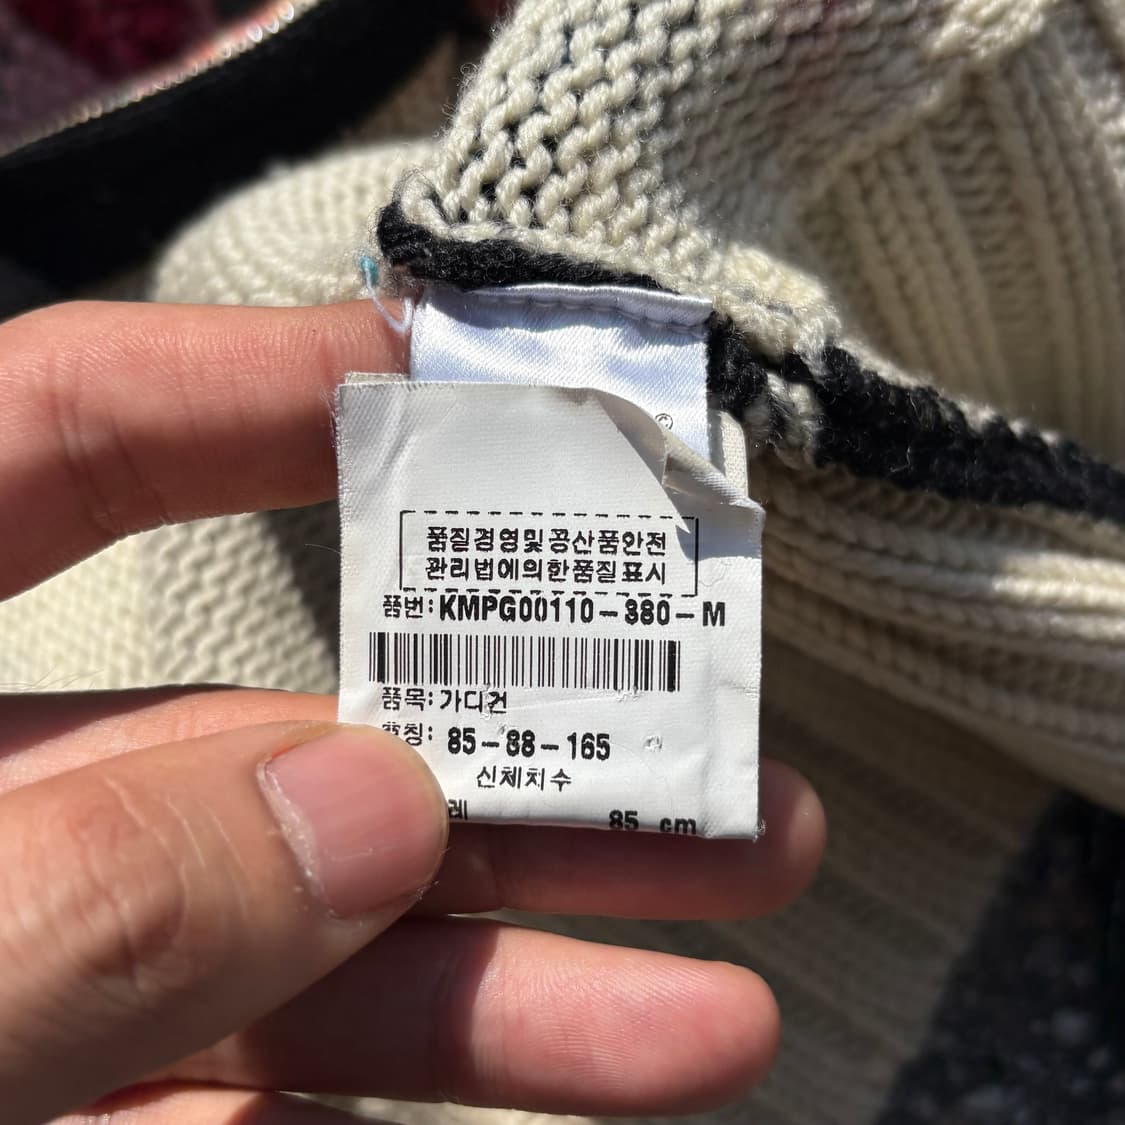 ©
품질경영및공산품안전
관리법에의한품질표시
품번: KMPG00110-380-M
품목: 가디건
칭: 85-88-165
신체치수
레 85 cm